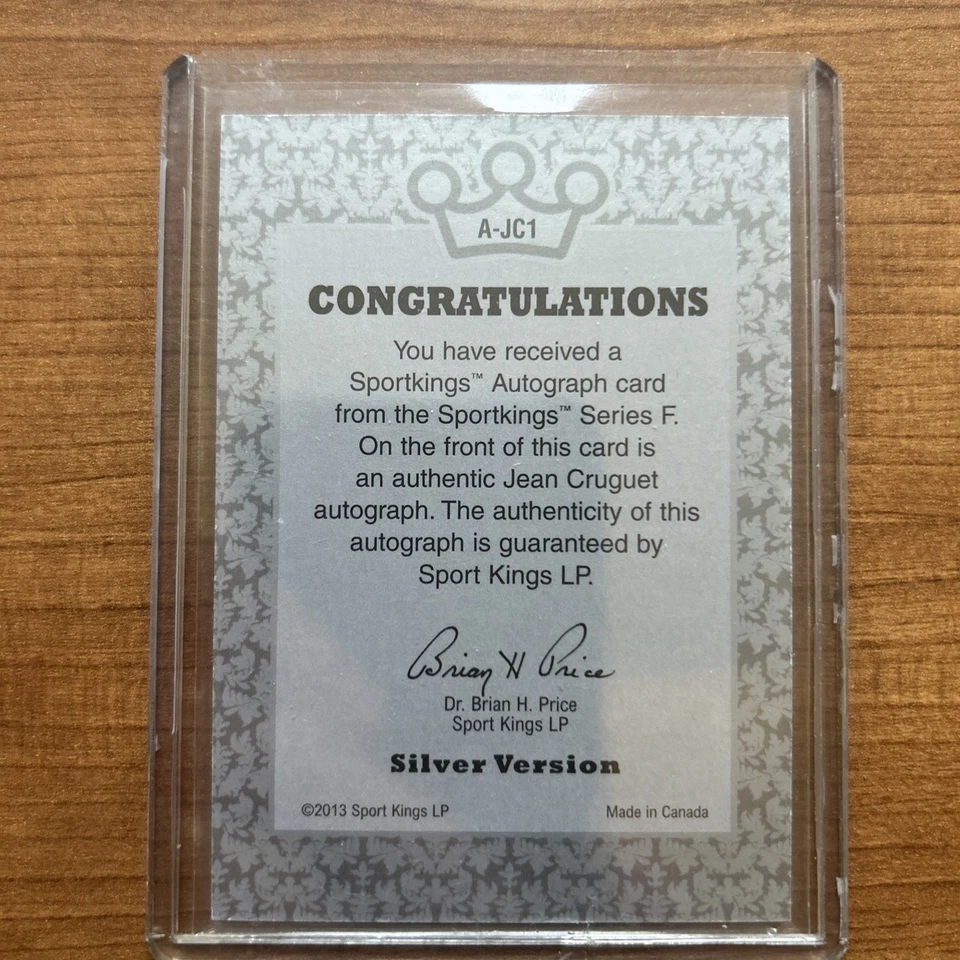 A-JC1
CONGRATULATIONS
You have received a
Sportkings™ Autograph card
from the Sportkings™ Series F.
On the front of this card is
an authentic Jean Cruguet
autograph. The authenticity of this
autograph is guaranteed by
Sport Kings LP.
Brian H Price
Dr. Brian H. Price
Sport Kings LP
Silver Version
©2013 Sport Kings LP Made in Canada